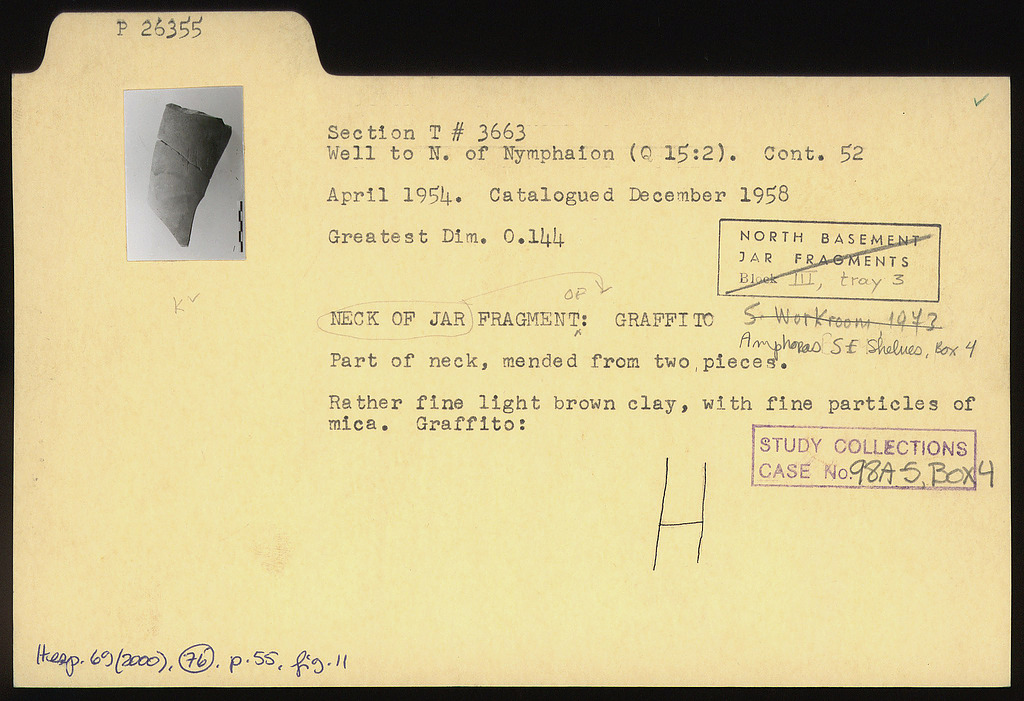 P 26355
Section T # 3663
Well to N. of Nymphaion (Q 15:2). Cont. 52
April 1954. Catalogued December 1958
Greatest Dim. 0.144
NORTH BASEMENT
JAR FRAGMENTS
Block III, tray 3
K✓
OF
NECK OF JAR FRAGMENT: GRAFFITO
S. Workroom, 1973
Amphoras SE Shelves, Box 4
Part of neck, mended from two pieces.
Rather fine light brown clay, with fine particles of
mica. Graffito:
STUDY COLLECTIONS
CASE No. 98A-5, BOX 4
H
Hesp. 69 (2000), 76, p. 55, fig. 11